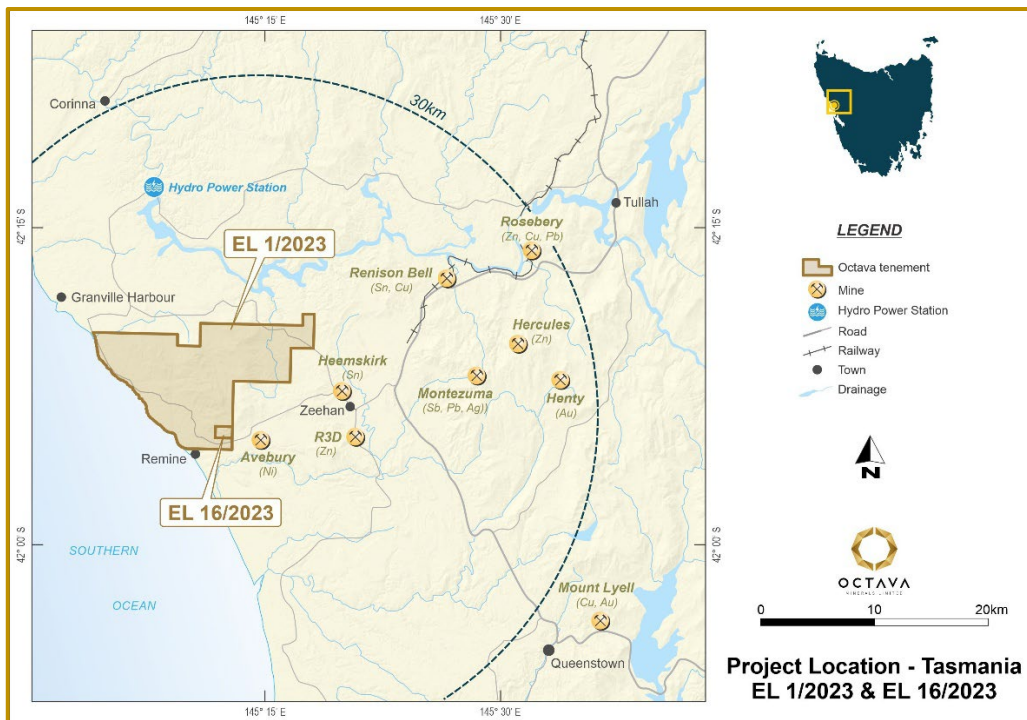 145° 15' E
145° 30' E
Corinna
30km
Hydro Power Station
Tullah
42° 15' S
42° 15' S
EL 1/2023
Rosebery
(Zn, Cu, Pb)
Renison Bell
(Sn, Cu)
Granville Harbour
Hercules
(Zn)
Heemskirk
(Sn)
Montezuma
(Sb, Pb, Ag))
Henty
(Au)
Zeehan
R3D
(Zn)
Avebury
(Ni)
Remine
EL 16/2023
42° 00' S
42° 00' S
SOUTHERN
OCEAN
Mount Lyell
(Cu, Au)
Queenstown
145° 15' E
145° 30' E
LEGEND
Octava tenement
Mine
Hydro Power Station
Road
Railway
Town
Drainage
N
OCTAVA
MINERALS LIMITED
0 10 20km
Project Location - Tasmania
EL 1/2023 & EL 16/2023